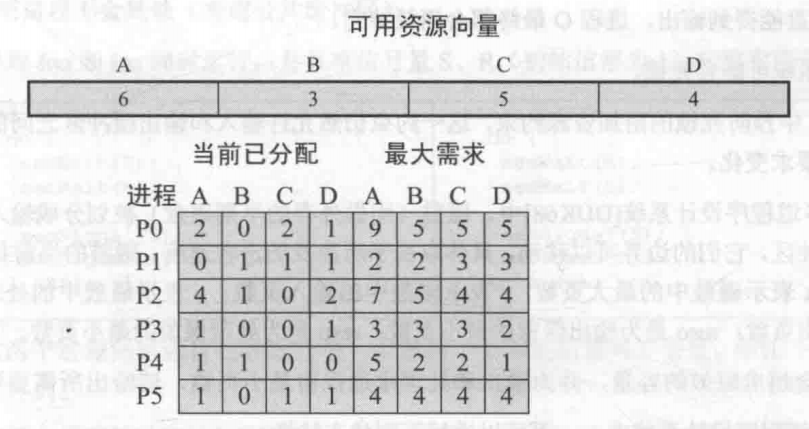 可用资源向量
A B C D
6 3 5 4
当前已分配 最大需求
进程 A B C D A B C D
P0 2 0 2 1 9 5 5 5
P1 0 1 1 1 2 2 3 3
P2 4 1 0 2 7 5 4 4
P3 1 0 0 1 3 3 3 2
P4 1 1 0 0 5 2 2 1
P5 1 0 1 1 4 4 4 4